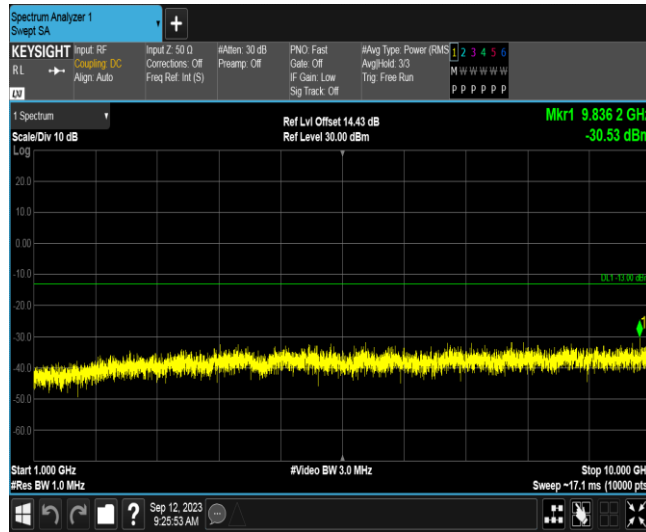 Spectrum Analyzer 1
Swept SA
+
KEYSIGHT
RL
LXI
Input: RF
Coupling: DC
Align: Auto
Input Z: 50 Ω
Corrections: Off
Freq Ref: Int (S)
#Atten: 30 dB
Preamp: Off
PNO: Fast
Gate: Off
IF Gain: Low
Sig Track: Off
#Avg Type: Power (RMS
Avg|Hold: 3/3
Trig: Free Run
1 2 3 4 5 6
M W W W W W
P P P P P P
1 Spectrum
Scale/Div 10 dB
Ref Lvl Offset 14.43 dB
Ref Level 30.00 dBm
Mkr1 9.836 2 GHz
-30.53 dBm
Log
20.0
10.0
0.00
-10.0
DL1 -13.00 dBm
-20.0
-30.0
1
-40.0
-50.0
-60.0
Start 1.000 GHz
#Res BW 1.0 MHz
#Video BW 3.0 MHz
Stop 10.000 GHz
Sweep ~17.1 ms (10000 pts
?
Sep 12, 2023
9:25:53 AM